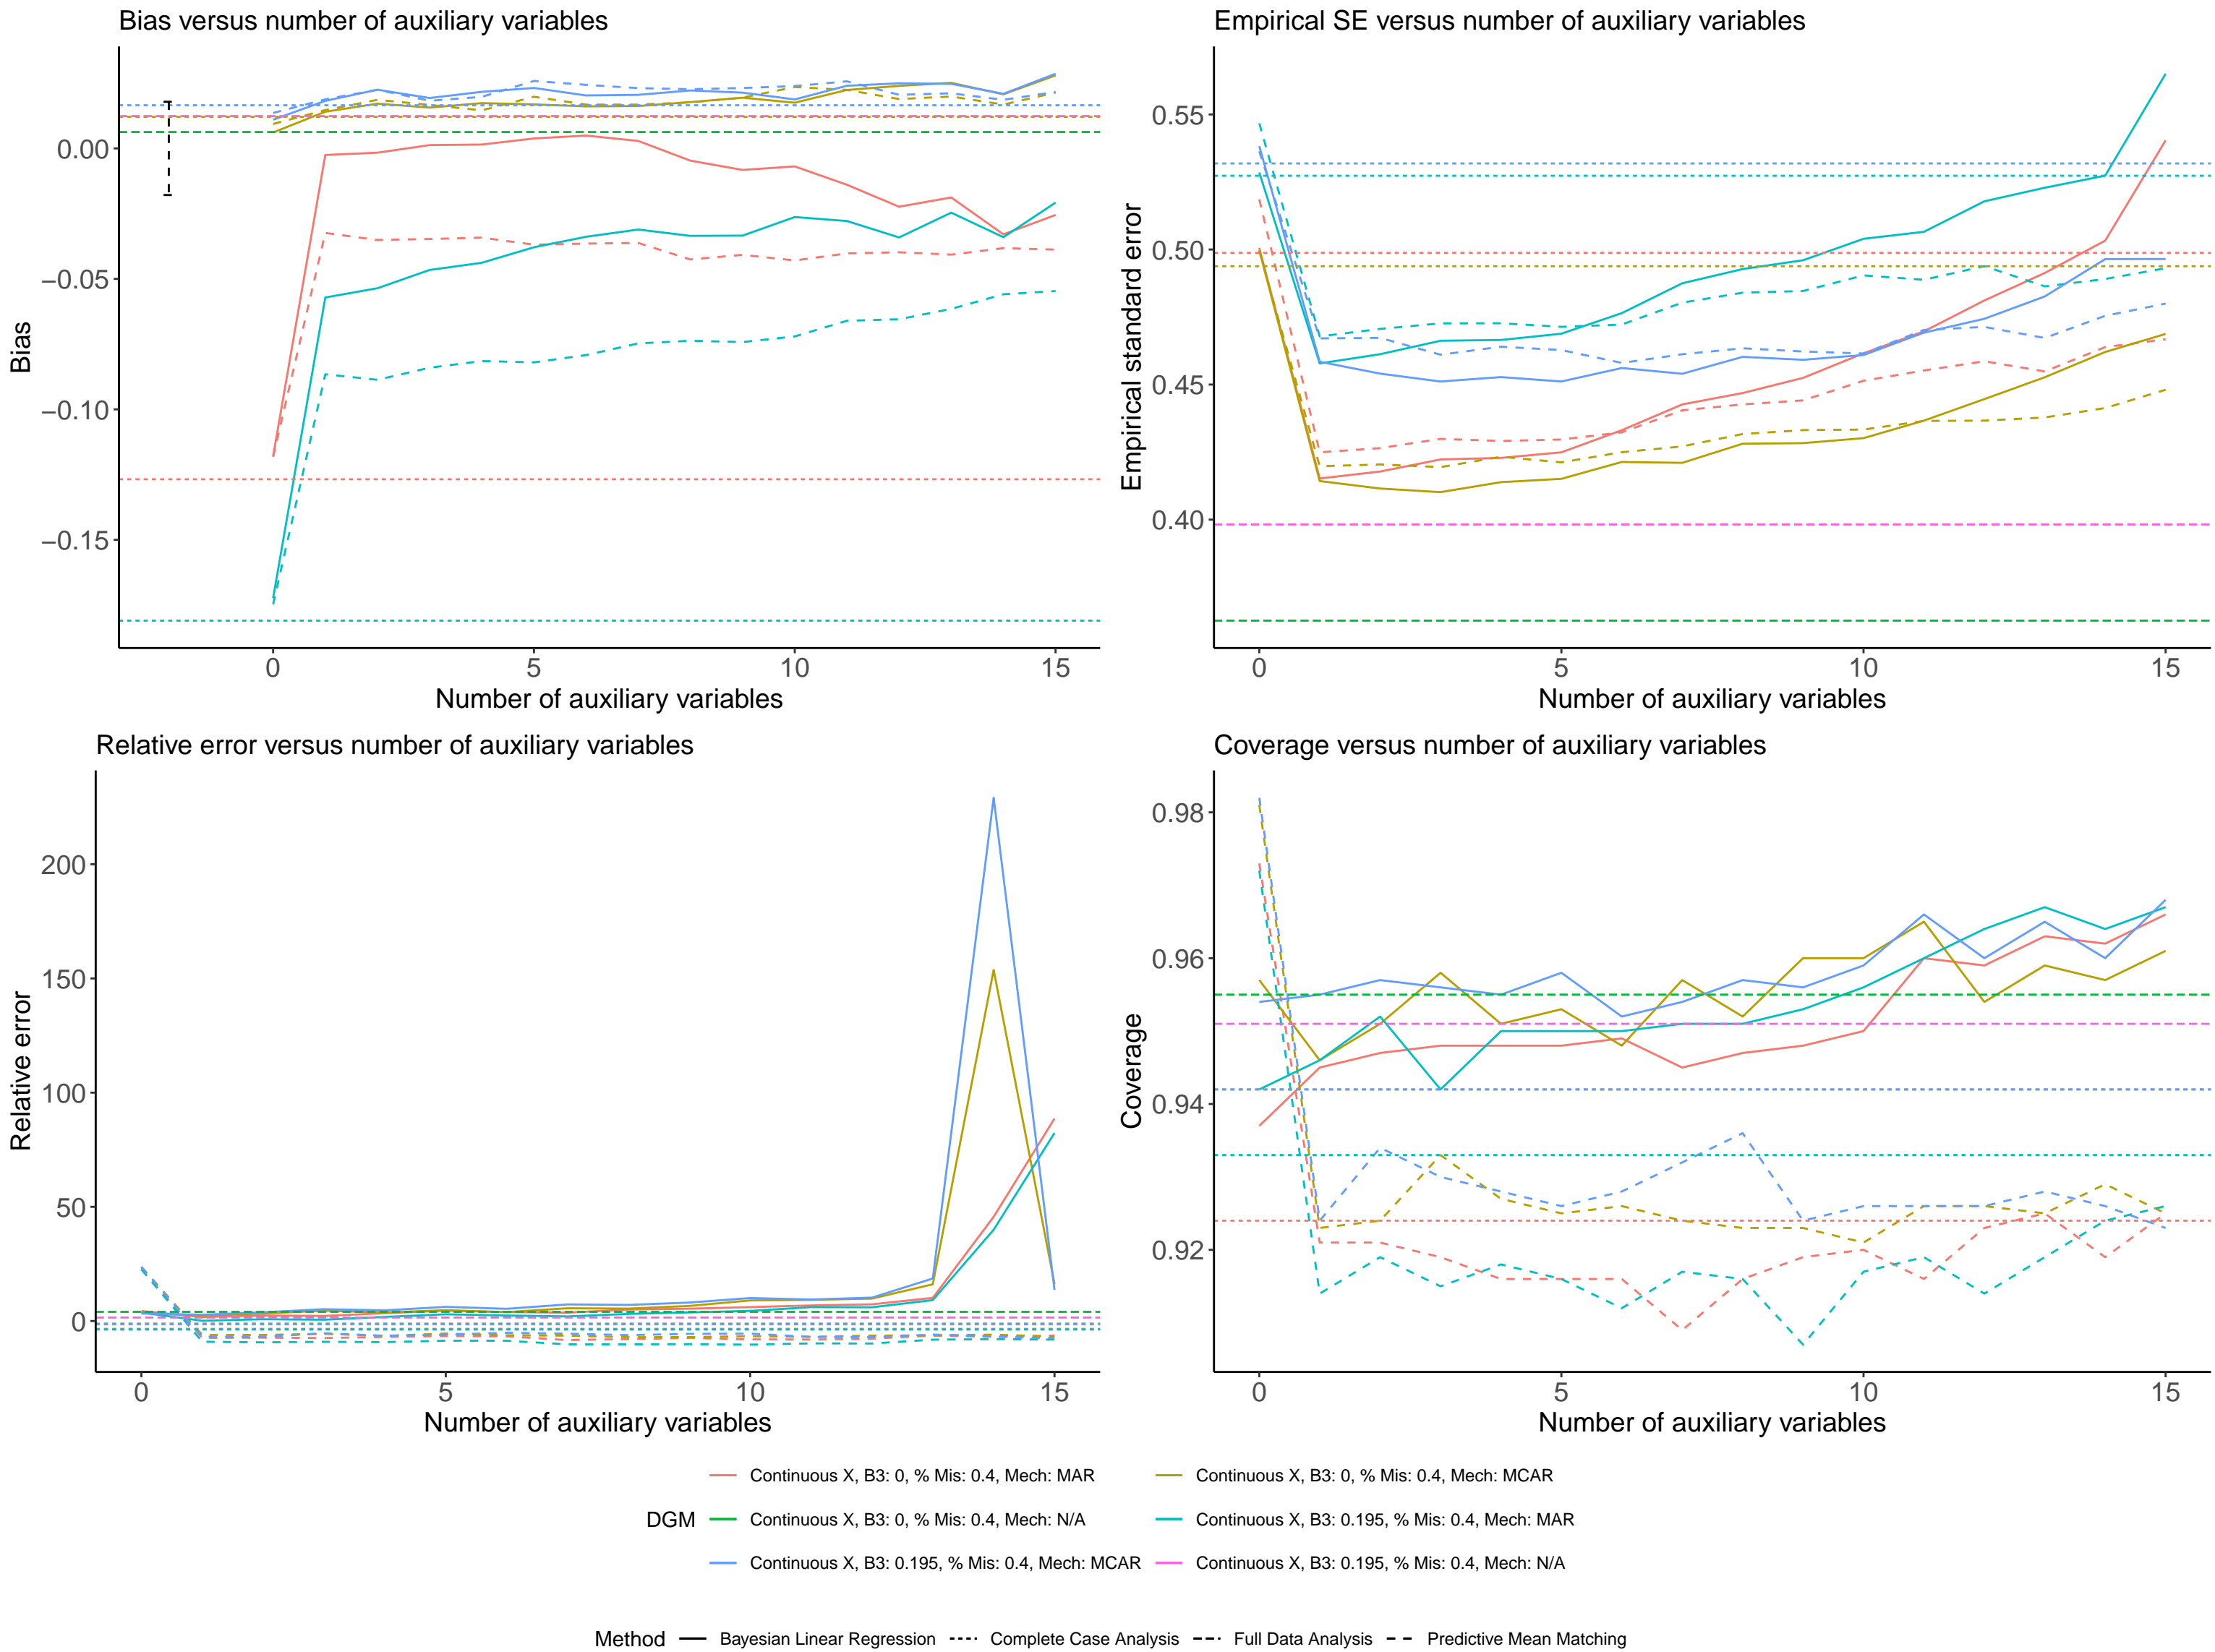 Bias versus number of auxiliary variables
Bias
0.00
−0.05
−0.10
−0.15
0 5 10 15
Number of auxiliary variables
Empirical SE versus number of auxiliary variables
Empirical standard error
0.55
0.50
0.45
0.40
0 5 10 15
Number of auxiliary variables
Relative error versus number of auxiliary variables
Relative error
200
150
100
50
0
0 5 10 15
Number of auxiliary variables
Coverage versus number of auxiliary variables
Coverage
0.98
0.96
0.94
0.92
0 5 10 15
Number of auxiliary variables
DGM
Continuous X, B3: 0, % Mis: 0.4, Mech: MAR
Continuous X, B3: 0, % Mis: 0.4, Mech: MCAR
Continuous X, B3: 0, % Mis: 0.4, Mech: N/A
Continuous X, B3: 0.195, % Mis: 0.4, Mech: MAR
Continuous X, B3: 0.195, % Mis: 0.4, Mech: MCAR
Continuous X, B3: 0.195, % Mis: 0.4, Mech: N/A
Method Bayesian Linear Regression Complete Case Analysis Full Data Analysis Predictive Mean Matching